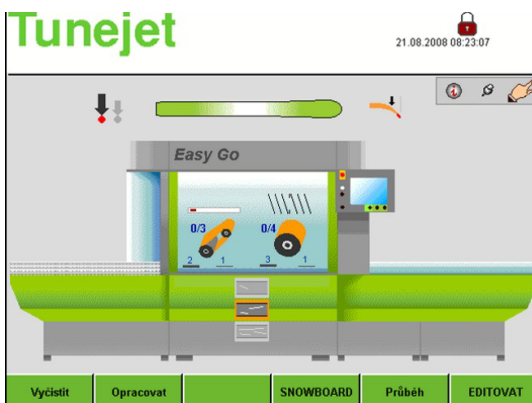 Tunejet
21.08.2008 08:23:07
Easy Go
0/3 0/4
2 1 3 1
Vyčistit Opracovat SNOWBOARD Průběh EDITOVAT